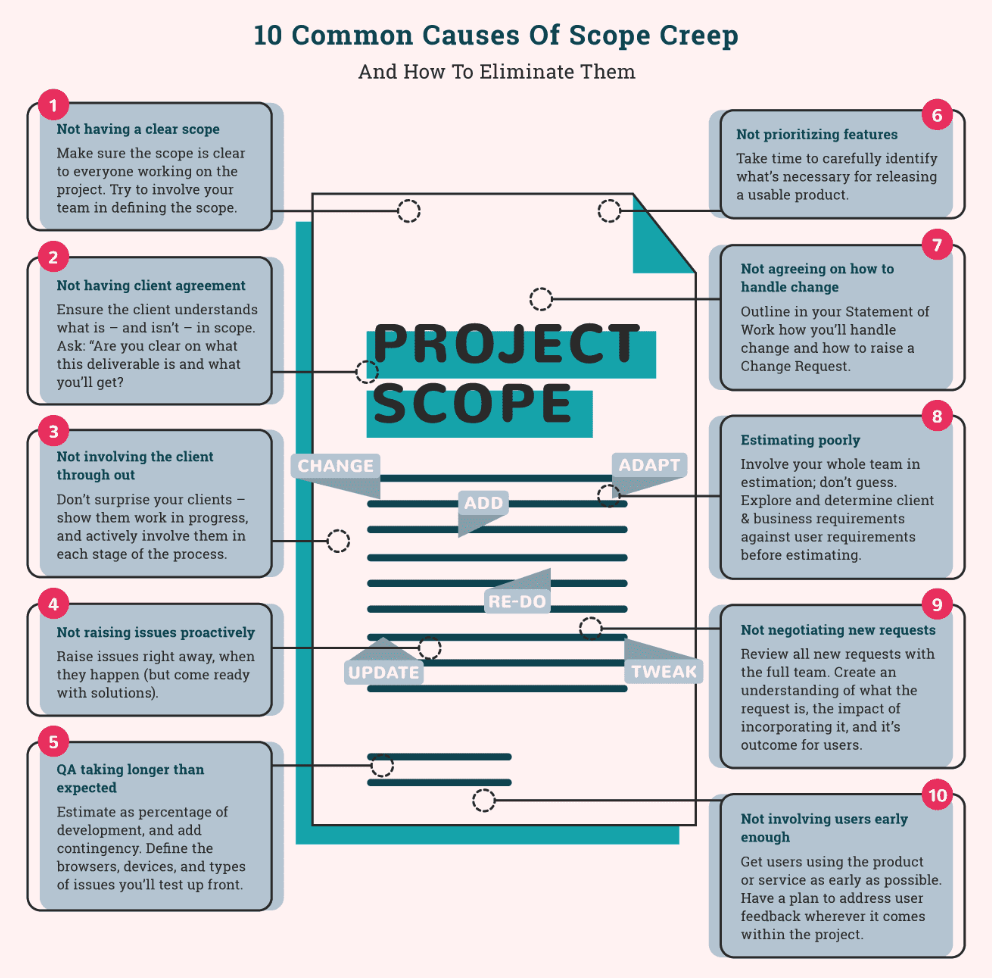 10 Common Causes Of Scope Creep
And How To Eliminate Them
1
Not having a clear scope
Make sure the scope is clear
to everyone working on the
project. Try to involve your
team in defining the scope.
2
Not having client agreement
Ensure the client understands
what is – and isn’t – in scope.
Ask: “Are you clear on what
this deliverable is and what
you’ll get?
3
Not involving the client
through out
Don’t surprise your clients –
show them work in progress,
and actively involve them in
each stage of the process.
4
Not raising issues proactively
Raise issues right away, when
they happen (but come ready
with solutions).
5
QA taking longer than
expected
Estimate as percentage of
development, and add
contingency. Define the
browsers, devices, and types
of issues you’ll test up front.
PROJECT
SCOPE
CHANGE
ADAPT
ADD
RE-DO
UPDATE
TWEAK
6
Not prioritizing features
Take time to carefully identify
what’s necessary for releasing
a usable product.
7
Not agreeing on how to
handle change
Outline in your Statement of
Work how you’ll handle
change and how to raise a
Change Request.
8
Estimating poorly
Involve your whole team in
estimation; don’t guess.
Explore and determine client
& business requirements
against user requirements
before estimating.
9
Not negotiating new requests
Review all new requests with
the full team. Create an
understanding of what the
request is, the impact of
incorporating it, and it’s
outcome for users.
10
Not involving users early
enough
Get users using the product
or service as early as possible.
Have a plan to address user
feedback wherever it comes
within the project.